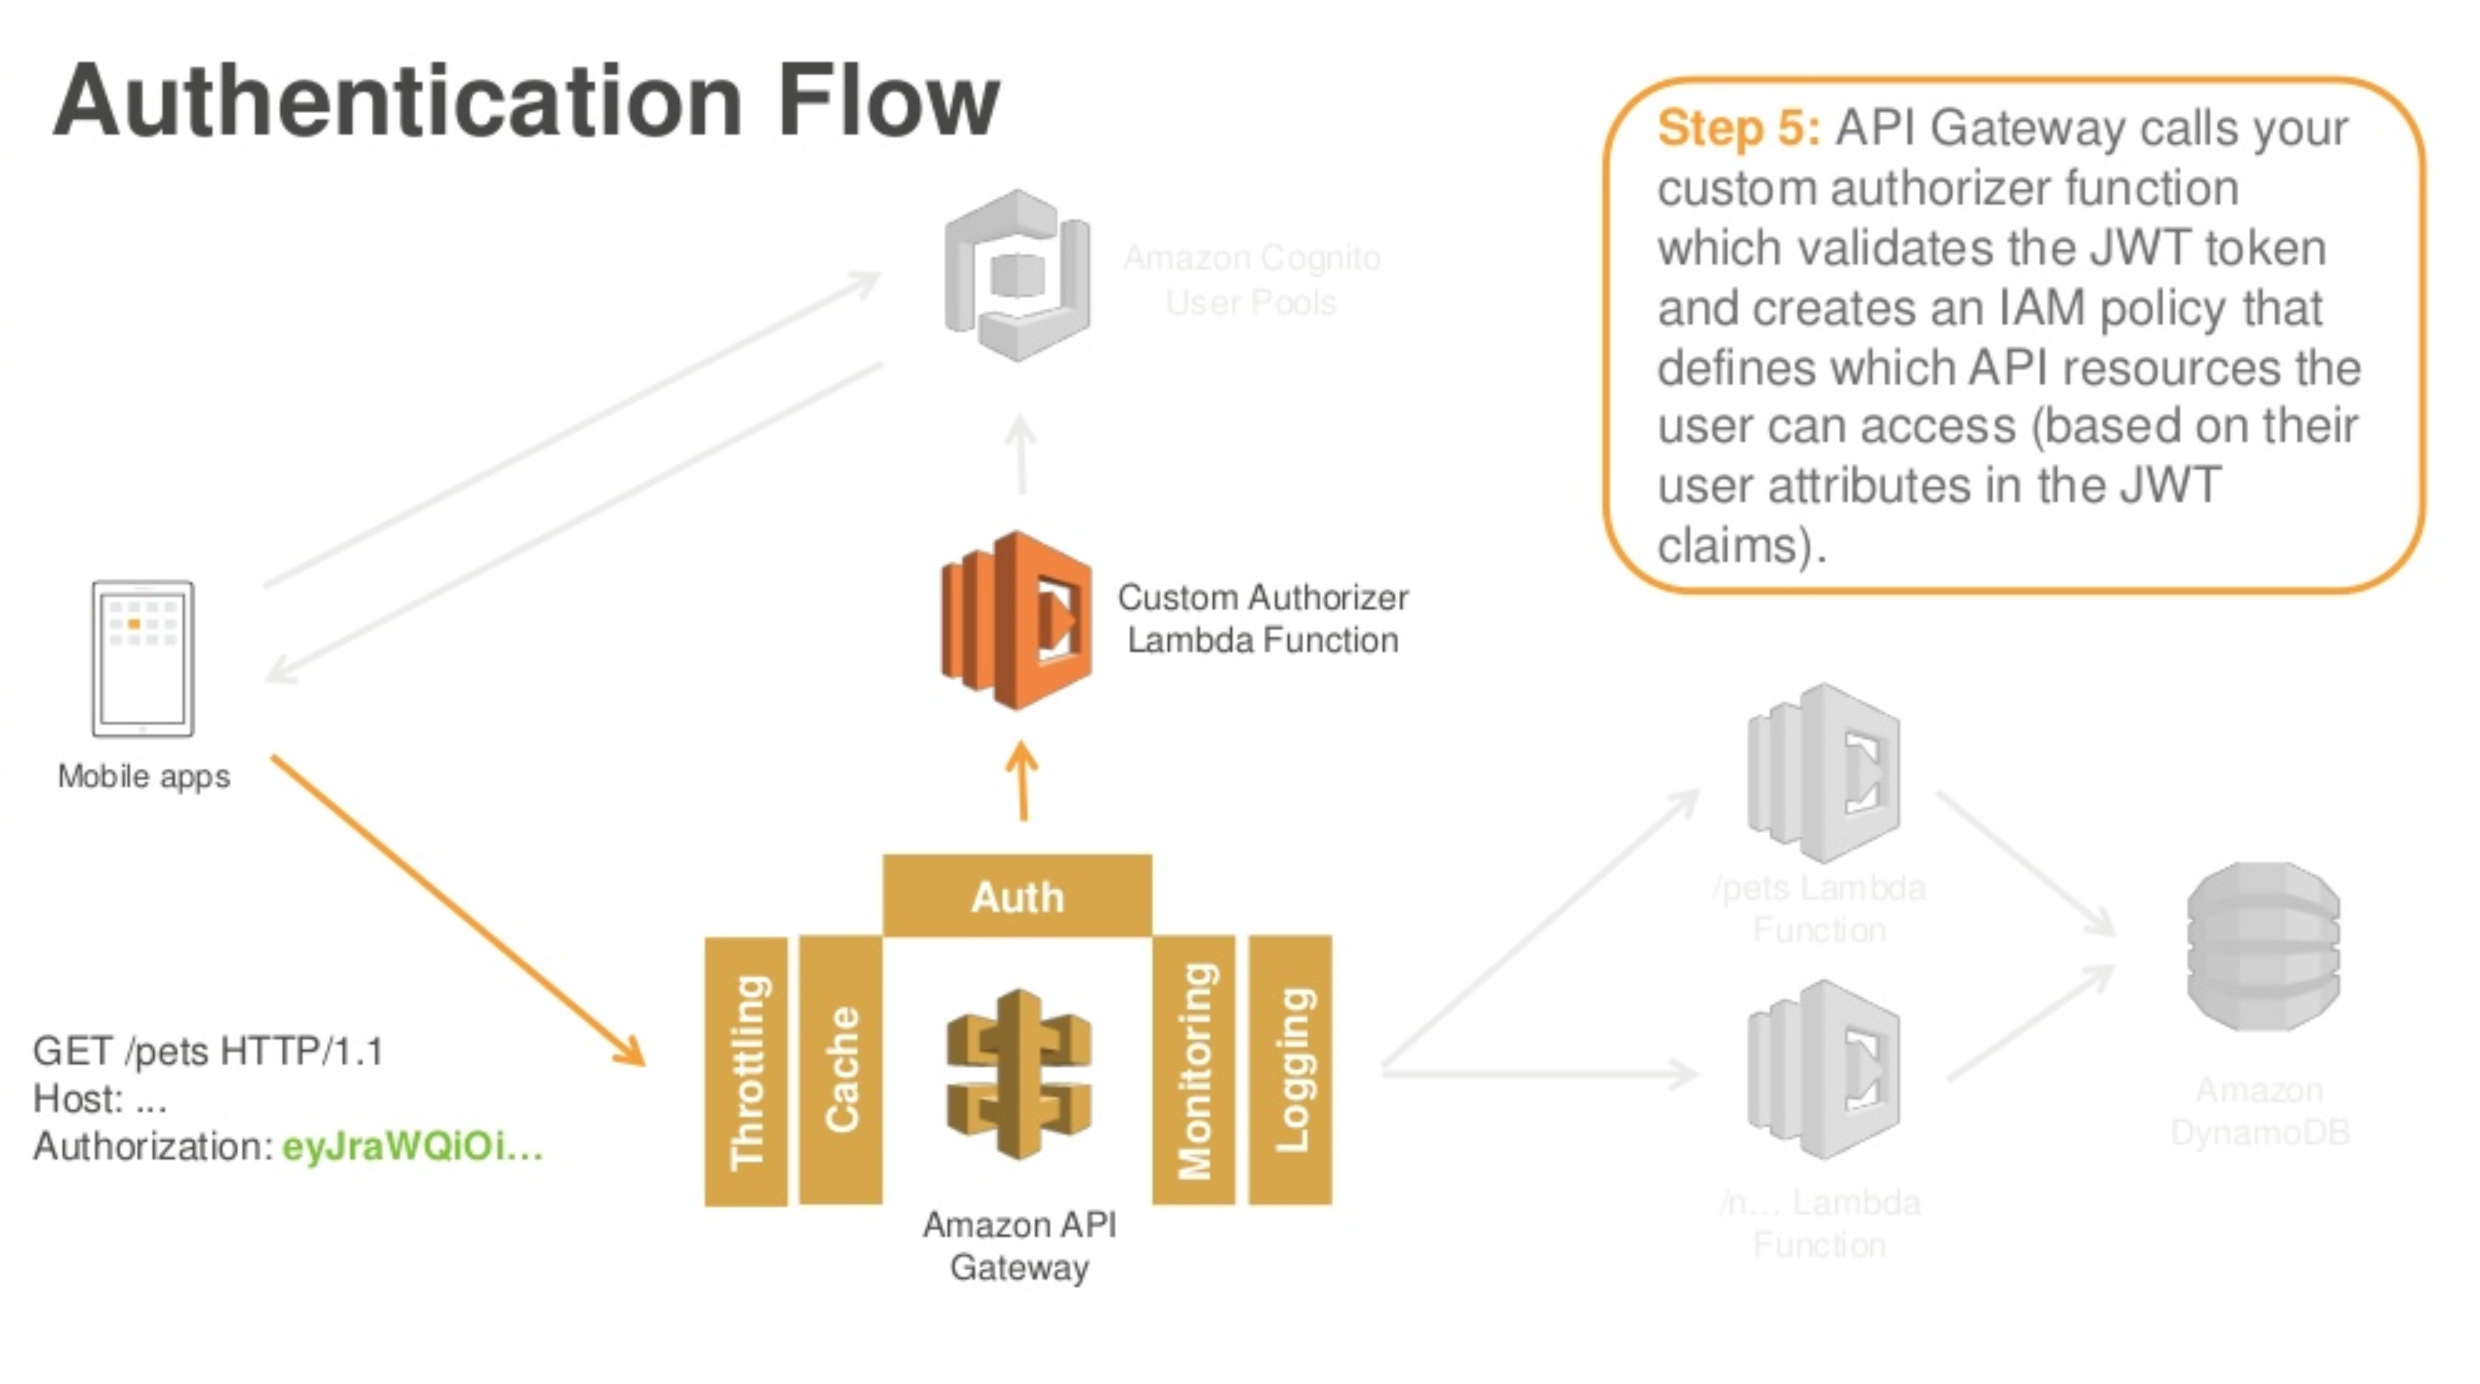 Authentication Flow
Step 5: API Gateway calls your
custom authorizer function
which validates the JWT token
and creates an IAM policy that
defines which API resources the
user can access (based on their
user attributes in the JWT
claims).
Amazon Cognito
User Pools
Custom Authorizer
Lambda Function
Mobile apps
GET /pets HTTP/1.1
Host: ...
Authorization: eyJraWQiOi...
Auth
Throttling
Cache
Monitoring
Logging
Amazon API
Gateway
/pets Lambda
Function
/n... Lambda
Function
Amazon
DynamoDB